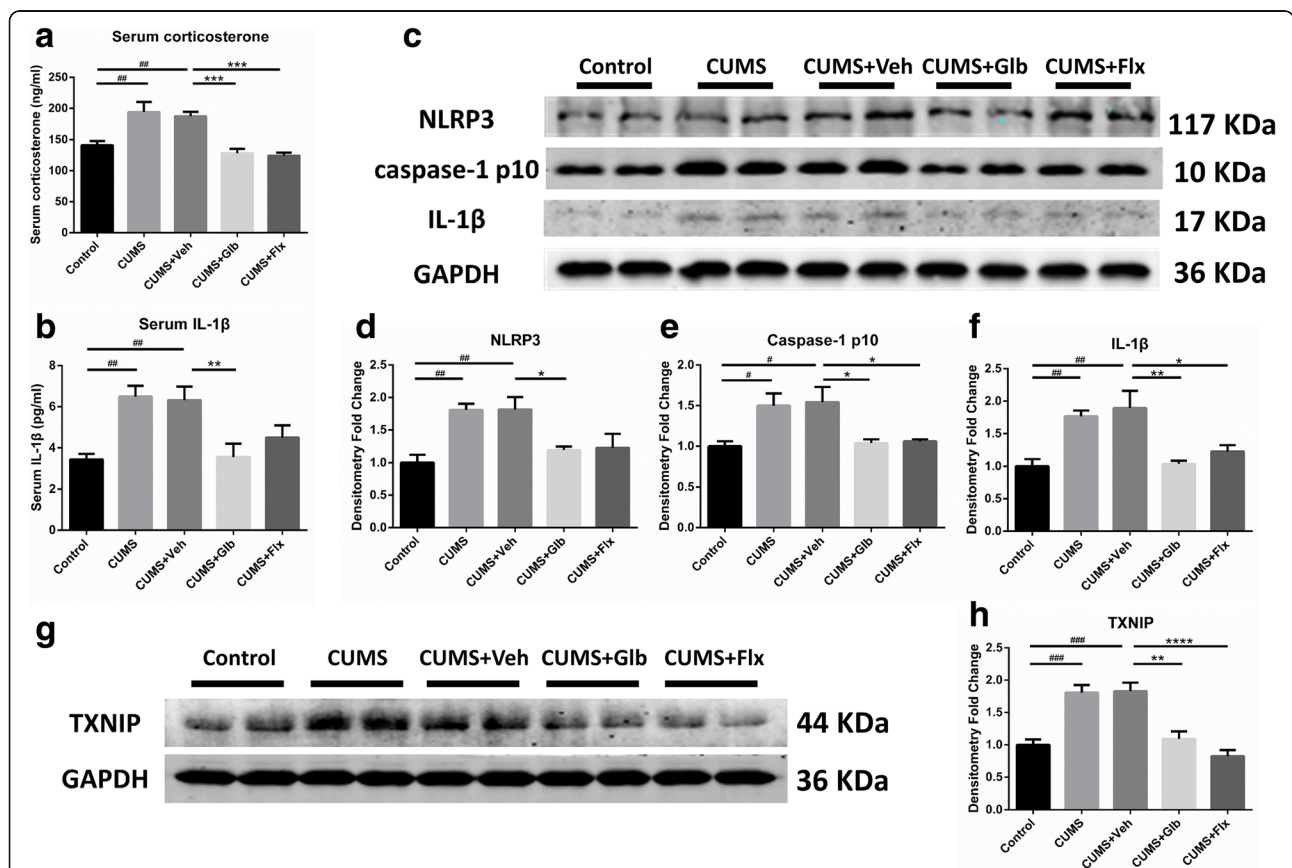 a
Serum corticosterone
Serum corticosterone (ng/ml)
250
200
150
100
50
0
##
##
***
***
Control
CUMS
CUMS+Veh
CUMS+Glb
CUMS+Flx
b
Serum IL-1β
Serum IL-1β (pg/ml)
8
6
4
2
0
##
##
**
Control
CUMS
CUMS+Veh
CUMS+Glb
CUMS+Flx
c
Control CUMS CUMS+Veh CUMS+Glb CUMS+Flx
NLRP3 117 KDa
caspase-1 p10 10 KDa
IL-1β 17 KDa
GAPDH 36 KDa
d
NLRP3
Densitometry Fold Change
2.5
2.0
1.5
1.0
0.5
0.0
##
##
*
Control
CUMS
CUMS+Veh
CUMS+Glb
CUMS+Flx
e
Caspase-1 p10
Densitometry Fold Change
2.0
1.5
1.0
0.5
0.0
#
#
*
*
Control
CUMS
CUMS+Veh
CUMS+Glb
CUMS+Flx
f
IL-1β
Densitometry Fold Change
2.5
2.0
1.5
1.0
0.5
0.0
##
##
*
**
Control
CUMS
CUMS+Veh
CUMS+Glb
CUMS+Flx
g
Control CUMS CUMS+Veh CUMS+Glb CUMS+Flx
TXNIP 44 KDa
GAPDH 36 KDa
h
TXNIP
Densitometry Fold Change
2.5
2.0
1.5
1.0
0.5
0.0
###
###
****
**
Control
CUMS
CUMS+Veh
CUMS+Glb
CUMS+Flx